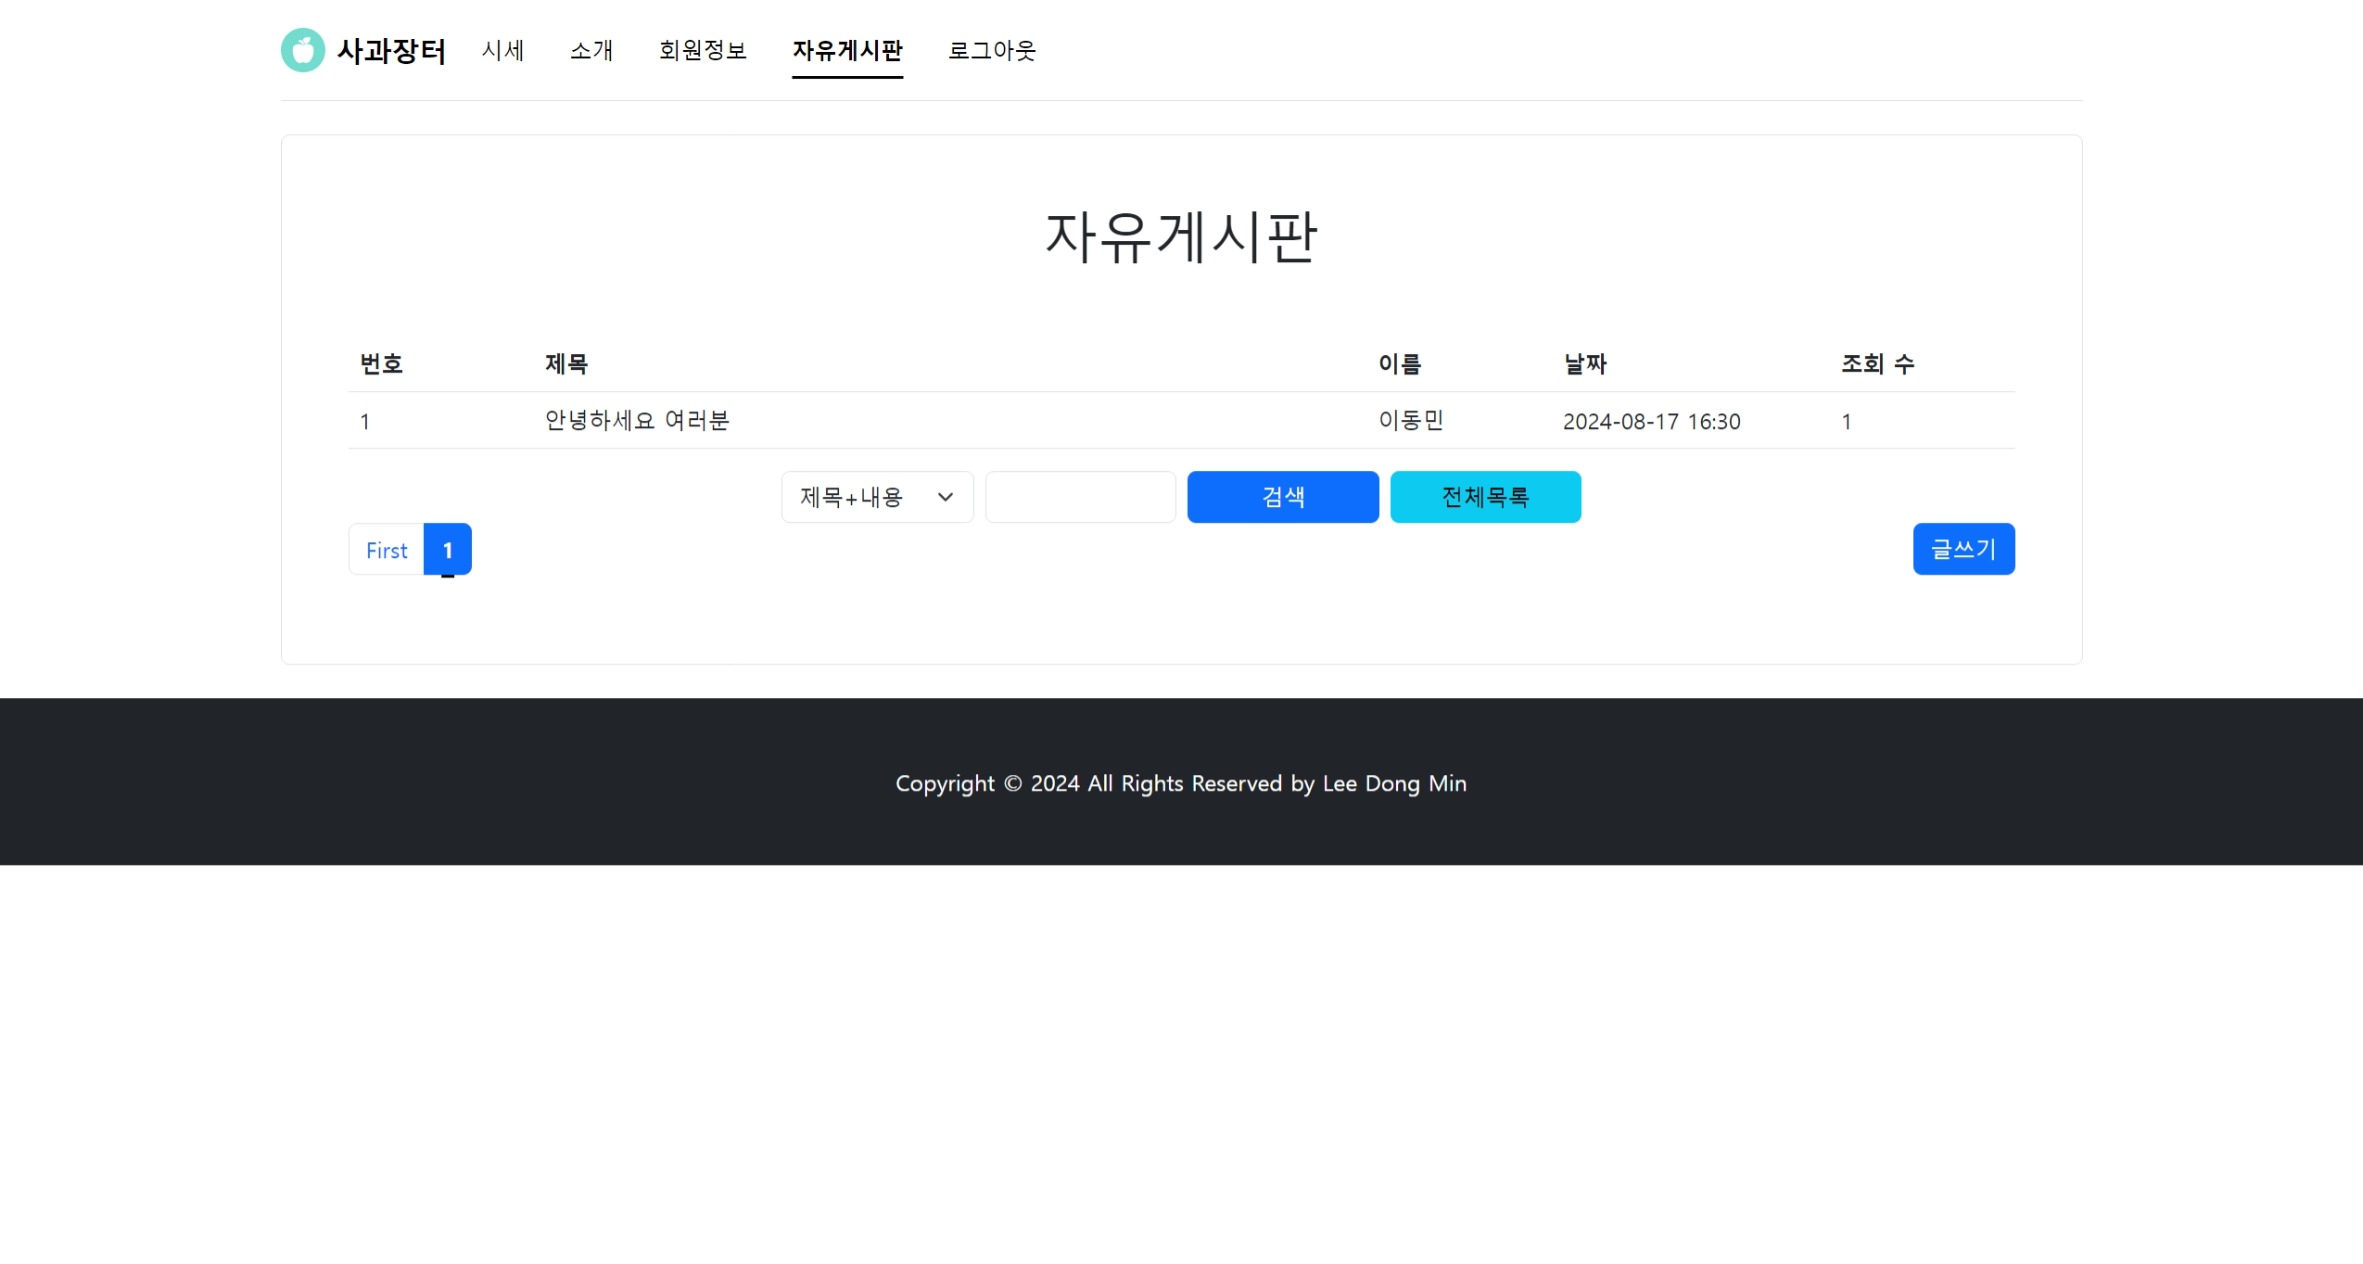 사과장터 시세 소개 회원정보 자유게시판 로그아웃
자유게시판
번호 제목 이름 날짜 조회 수
1 안녕하세요 여러분 이동민 2024-08-17 16:30 1
제목+내용 검색 전체목록
First 1 글쓰기
Copyright © 2024 All Rights Reserved by Lee Dong Min